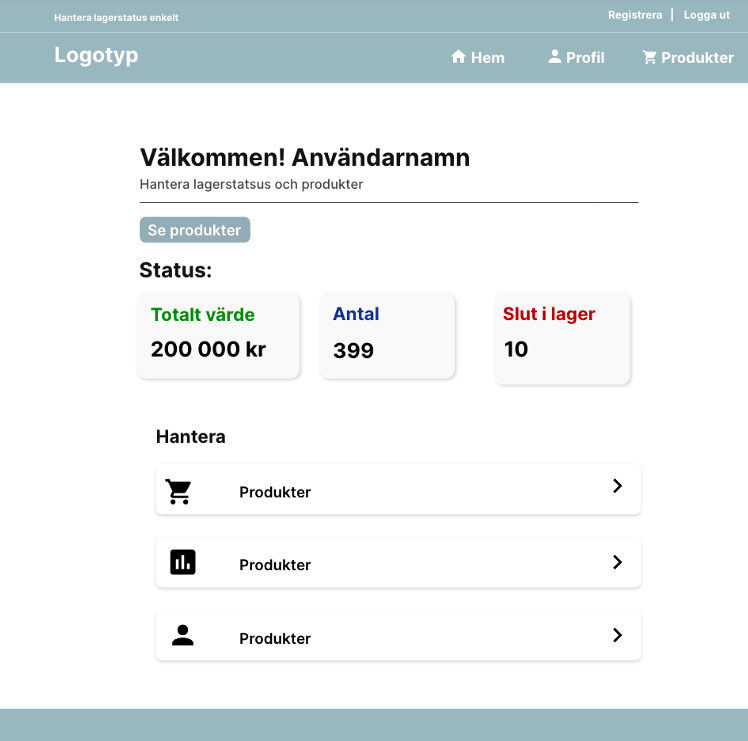 Hantera lagerstatus enkelt
Registrera | Logga ut
Logotyp
Hem
Profil
Produkter
Välkommen! Användarnamn
Hantera lagerstatsus och produkter
Se produkter
Status:
Totalt värde
200 000 kr
Antal
399
Slut i lager
10
Hantera
Produkter
Produkter
Produkter